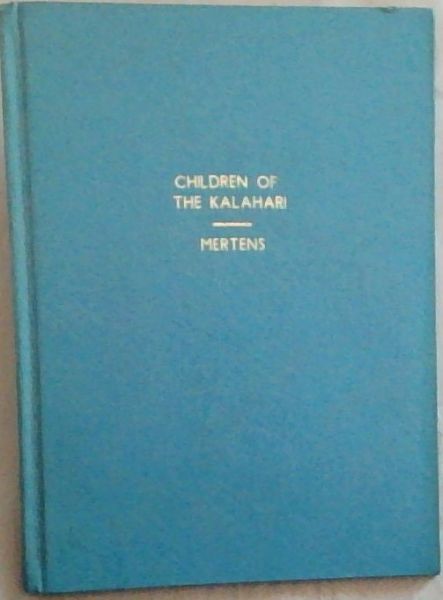 CHILDREN OF
THE KALAHARI
MERTENS